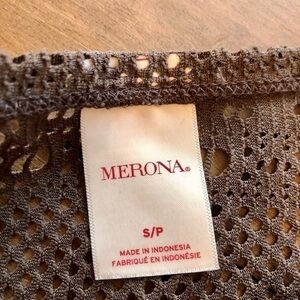 MERONA®
S/P
MADE IN INDONESIA
FABRIQUÉ EN INDONÉSIE